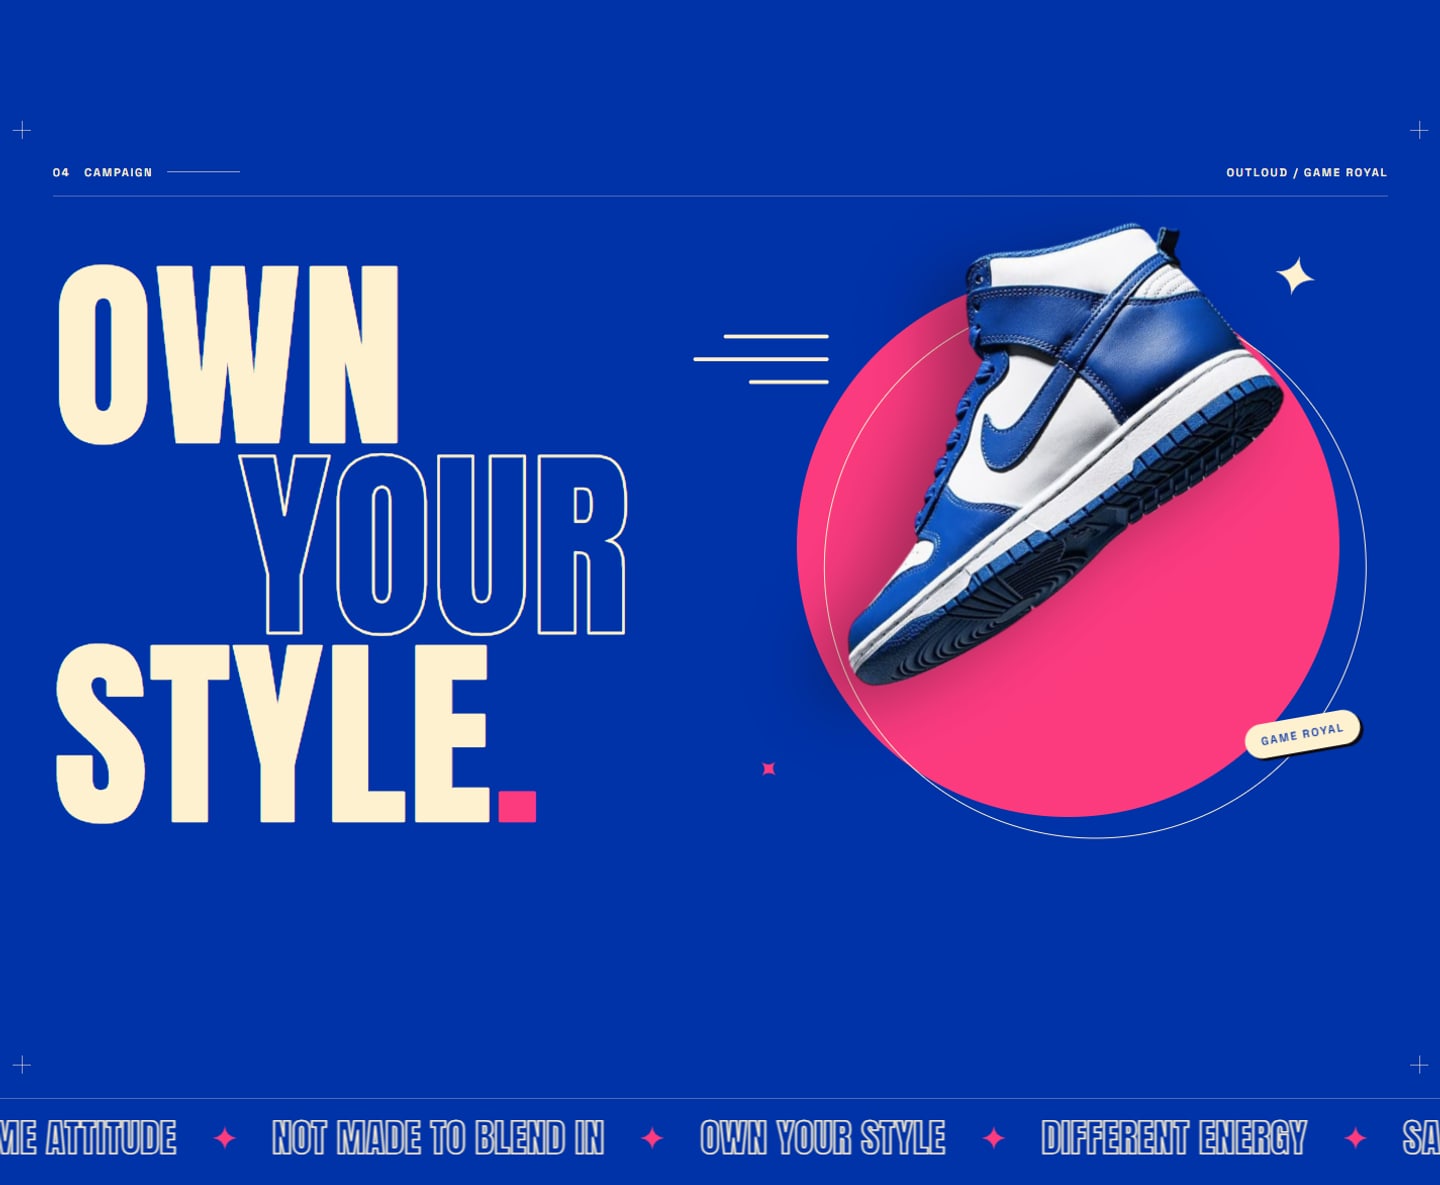 04 CAMPAIGN
OUTLOUD / GAME ROYAL
OWN
YOUR
STYLE.
GAME ROYAL
ME ATTITUDE ✦ NOT MADE TO BLEND IN ✦ OWN YOUR STYLE ✦ DIFFERENT ENERGY ✦ SA